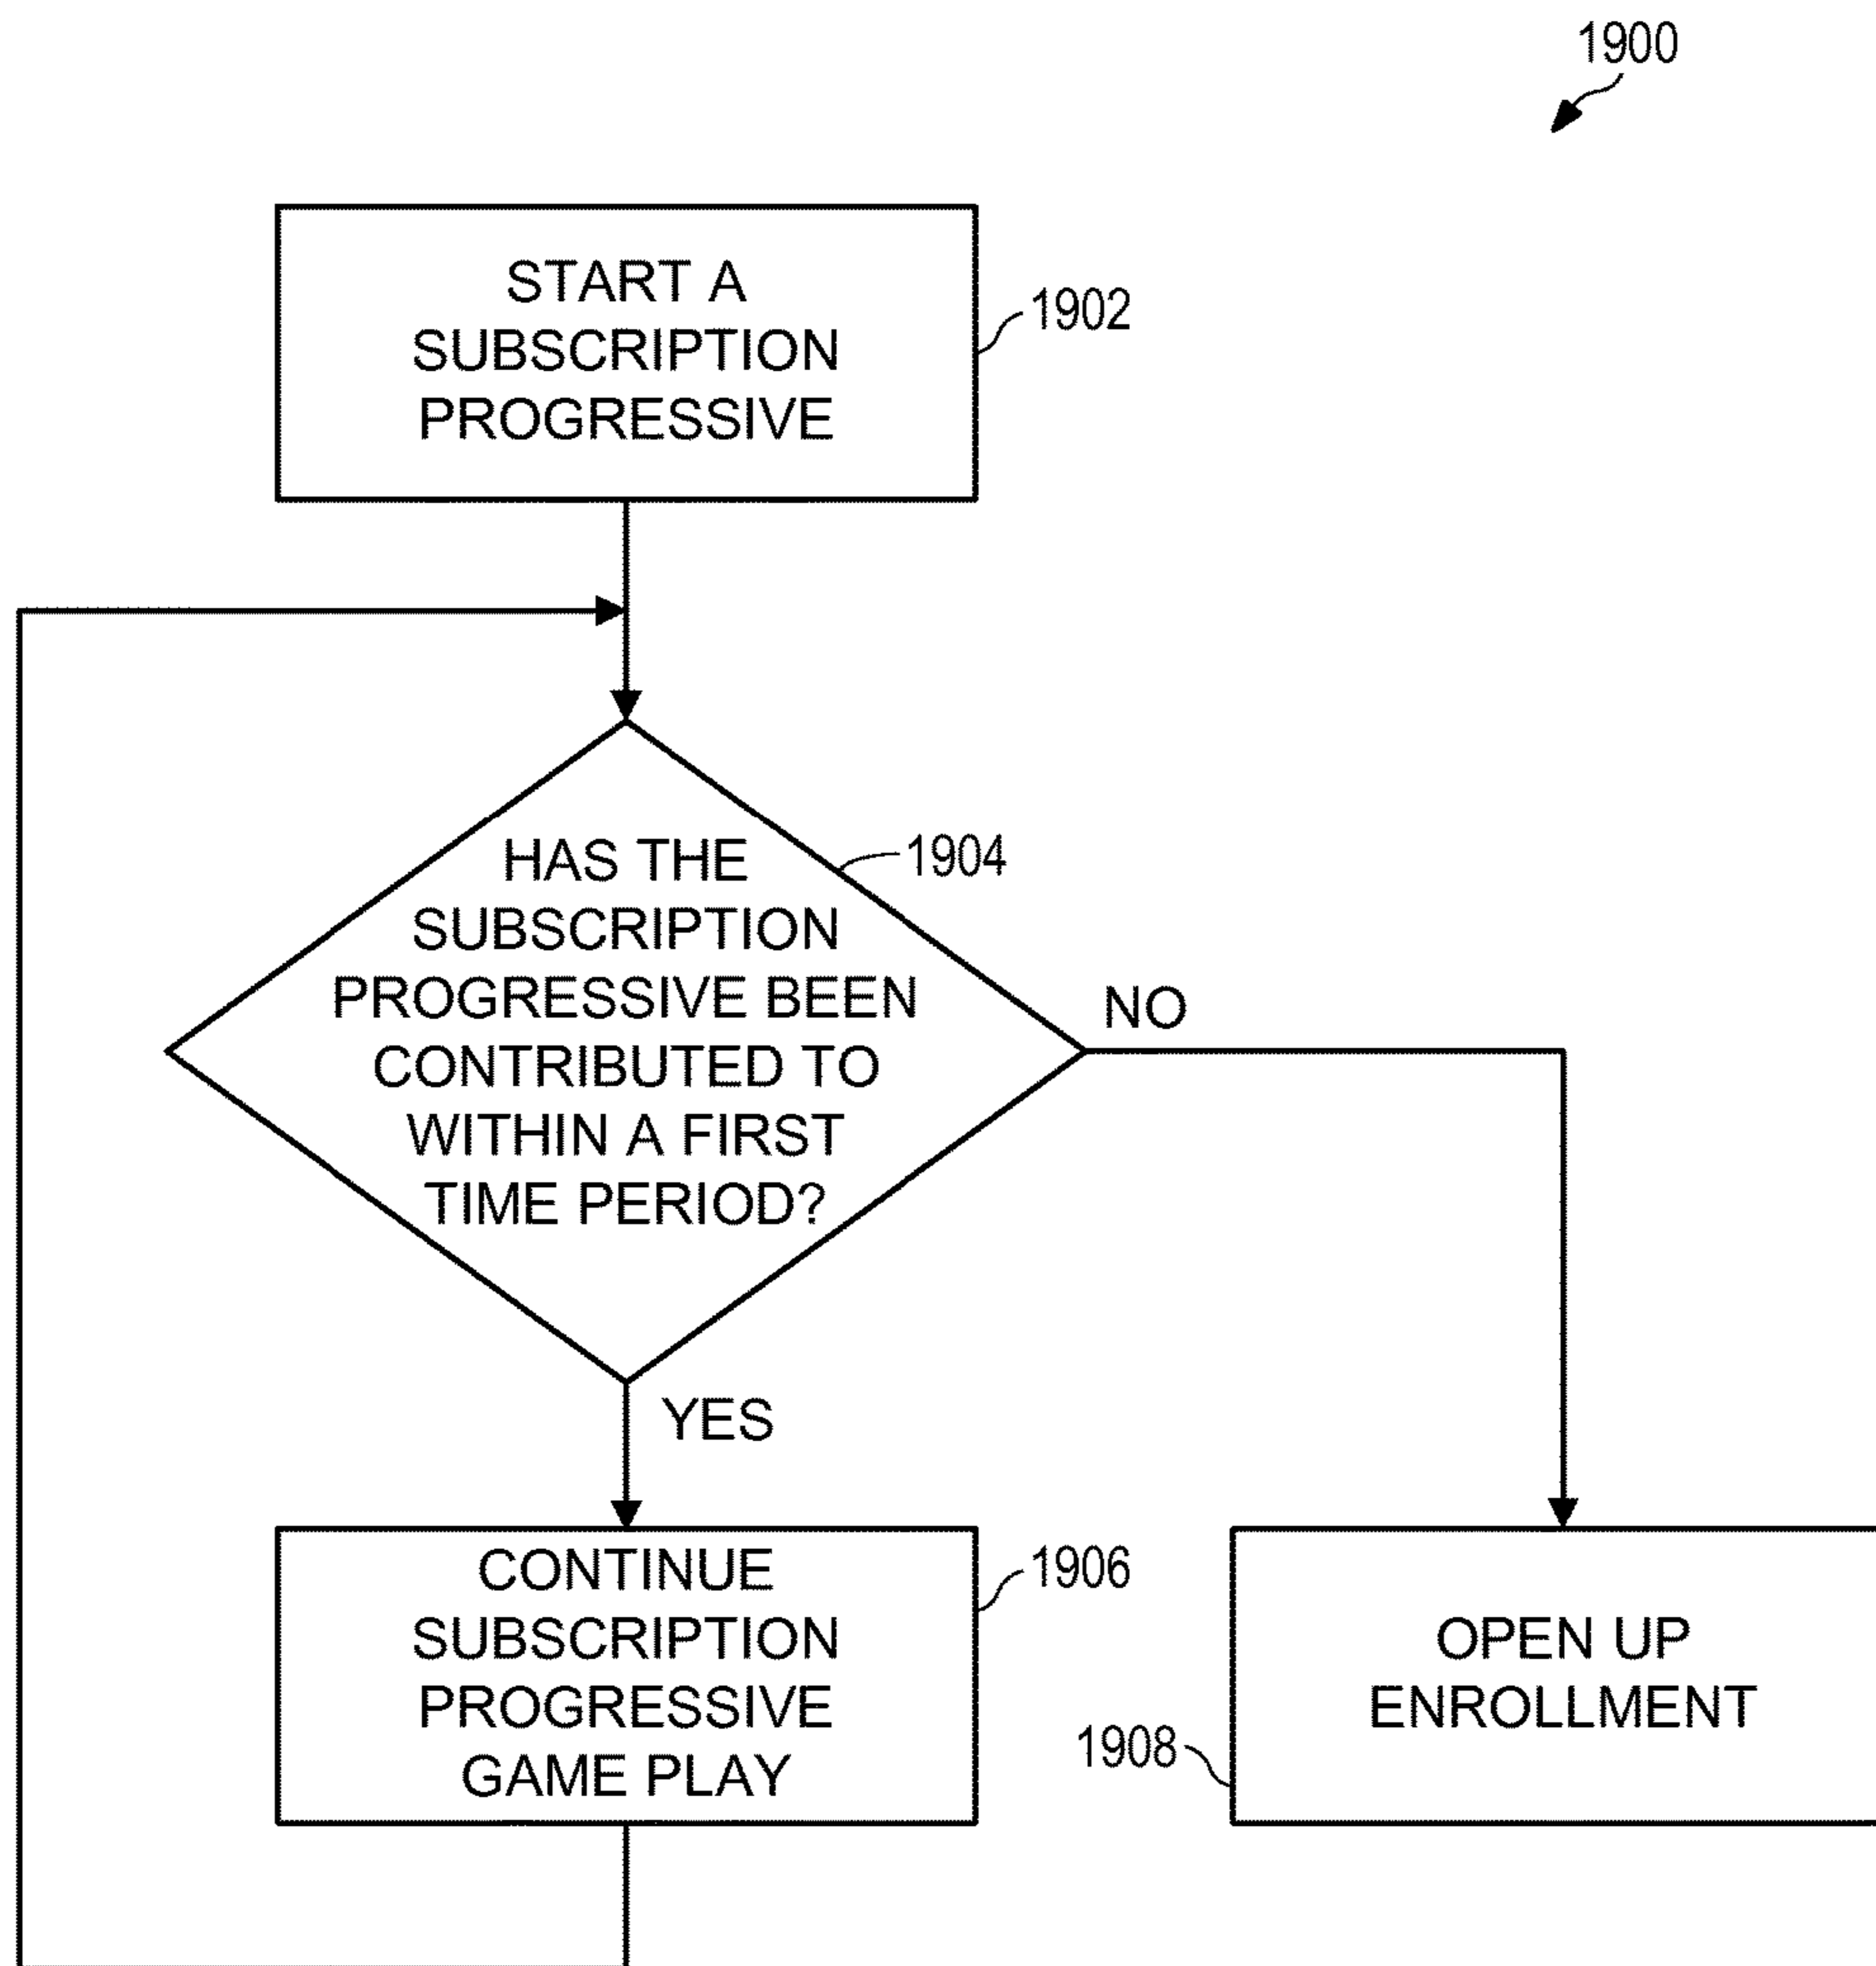 1900
START A
SUBSCRIPTION
PROGRESSIVE
1902
HAS THE
SUBSCRIPTION
PROGRESSIVE BEEN
CONTRIBUTED TO
WITHIN A FIRST
TIME PERIOD?
1904
NO
YES
CONTINUE
SUBSCRIPTION
PROGRESSIVE
GAME PLAY
1906
OPEN UP
ENROLLMENT
1908